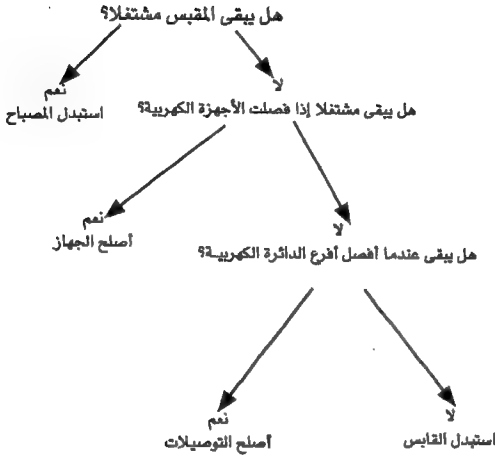 هل يبقى المقبس مشتغلا؟
لا
نعم
هل يبقى مشتغلا إذا فصلت الأجهزة الكهربية؟
استبدل المصباح
لا
نعم
هل يبقى عندما أفصل أفرع الدائرة الكهربية؟
أصلح الجهاز
لا
نعم
استبدل القابس
أصلح التوصيلات